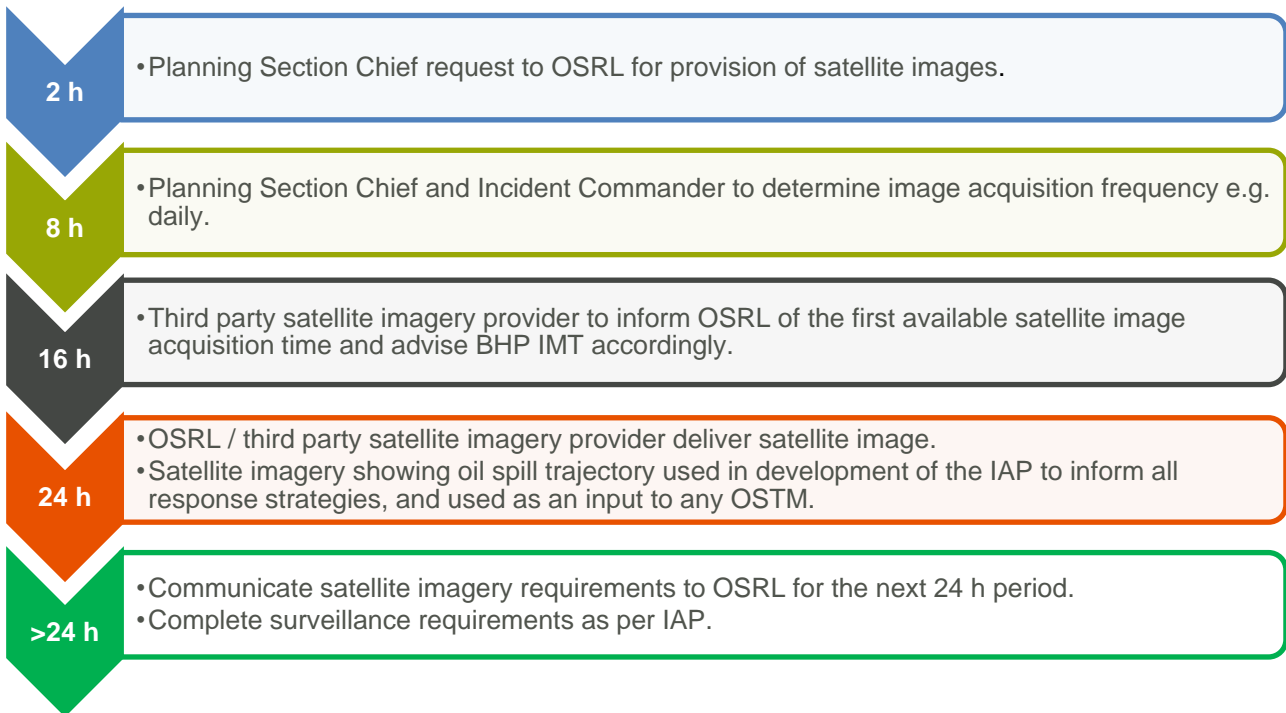 2 h
•Planning Section Chief request to OSRL for provision of satellite images.
8 h
•Planning Section Chief and Incident Commander to determine image acquisition frequency e.g.
daily.
16 h
•Third party satellite imagery provider to inform OSRL of the first available satellite image
acquisition time and advise BHP IMT accordingly.
24 h
•OSRL / third party satellite imagery provider deliver satellite image.
•Satellite imagery showing oil spill trajectory used in development of the IAP to inform all
response strategies, and used as an input to any OSTM.
>24 h
•Communicate satellite imagery requirements to OSRL for the next 24 h period.
•Complete surveillance requirements as per IAP.